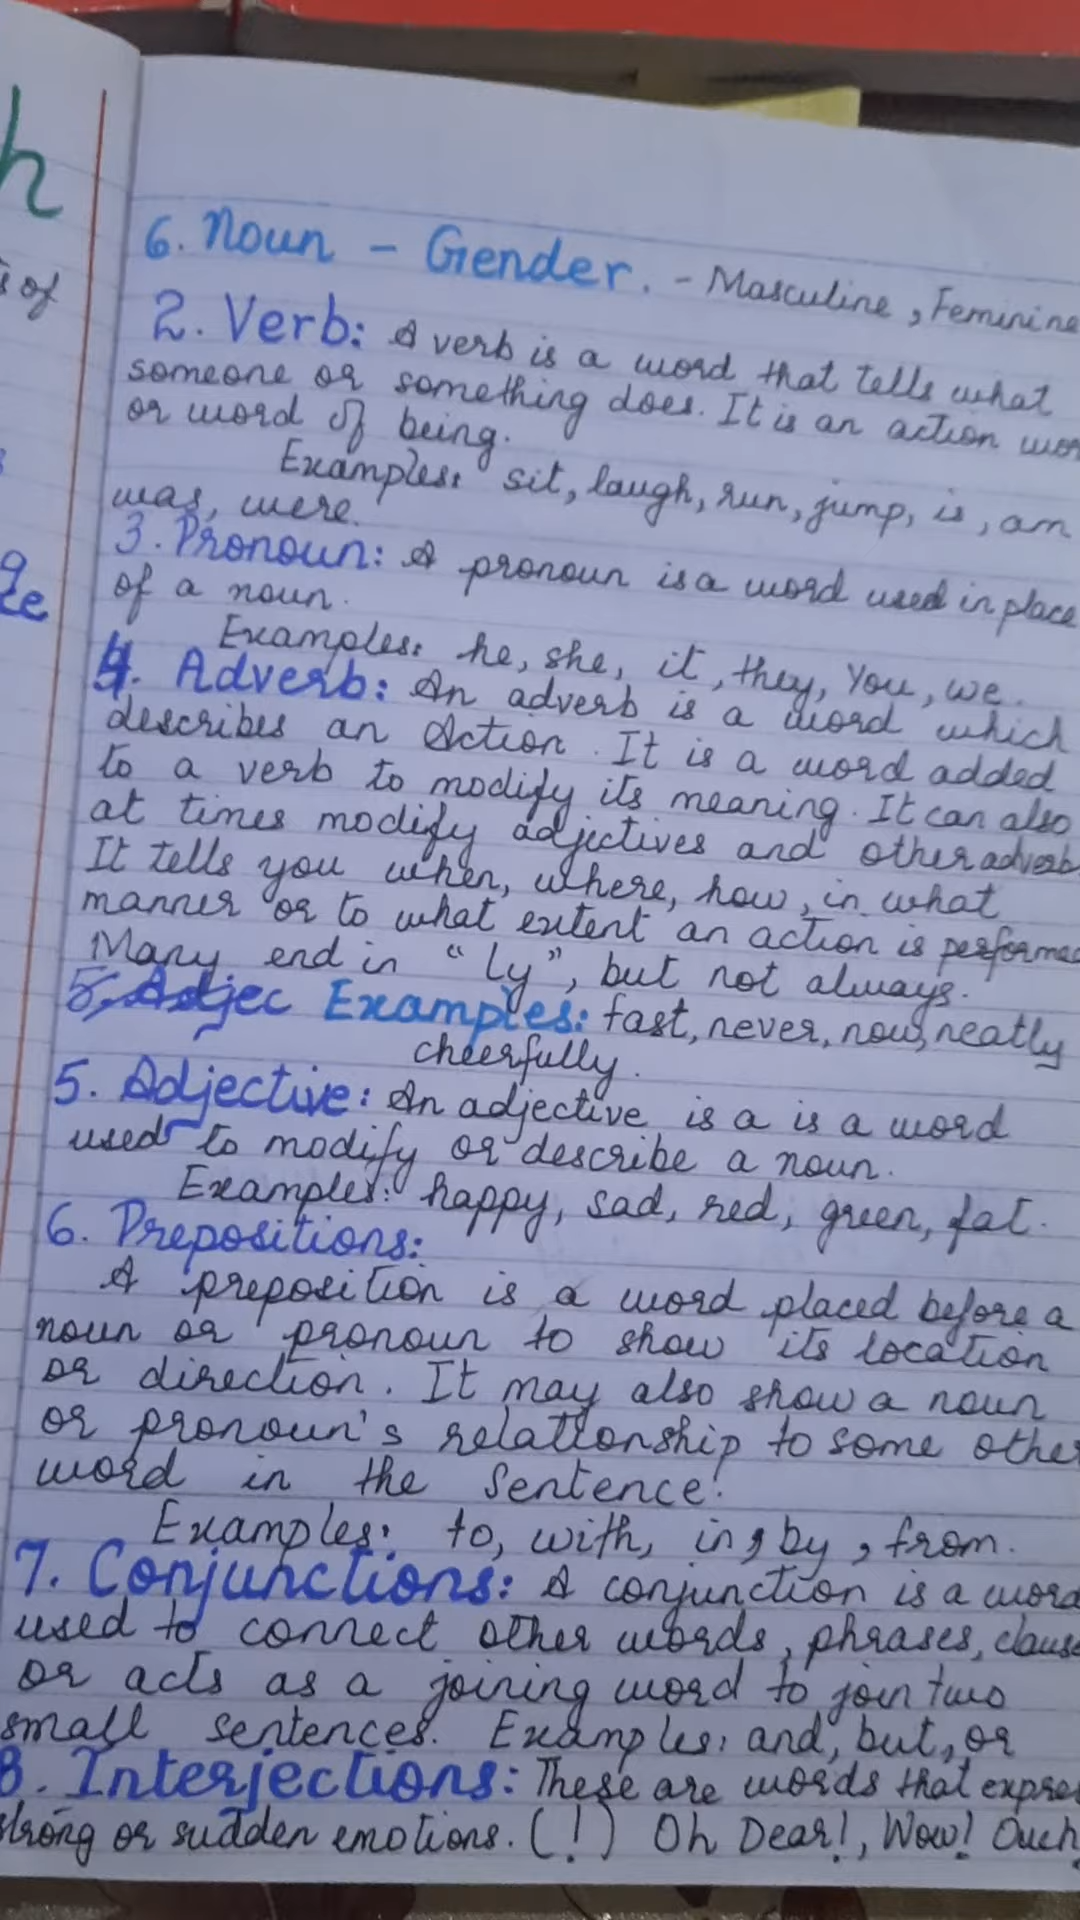 h
s of
ge
6. Noun - Gender. - Masculine, Feminine
2. Verb: A verb is a word that tells what
someone or something does. It is an action wor
or word of being.
Examples: sit, laugh, run, jump, is, am
was, were.
3. Pronoun: A pronoun is a word used in place
of a noun.
Examples: he, she, it, they, You, we.
4. Adverb: An adverb is a word which
describes an Action. It is a word added
to a verb to modify its meaning. It can also
at times modify adjectives and other adverb
It tells you when, where, how, in what
manner or to what extent an action is performed
Many end in "ly", but not always.
5. Adjec Examples: fast, never, now, neatly
cheerfully.
5. Adjective: An adjective is a is a word
used to modify or describe a noun.
Examples: happy, sad, red, green, fat.
6. Prepositions:
A preposition is a word placed before a
noun or pronoun to show its location
or direction. It may also show a noun
or pronoun's relationship to some other
word in the Sentence.
Examples: to, with, in, by, from.
7. Conjunctions: A conjunction is a word
used to connect other words, phrases, clause
or acts as a joining word to join two
small sentences. Examples: and, but, or
8. Interjections: These are words that expres
strong or sudden emotions. (!) Oh Dear!, Wow! Ouch!